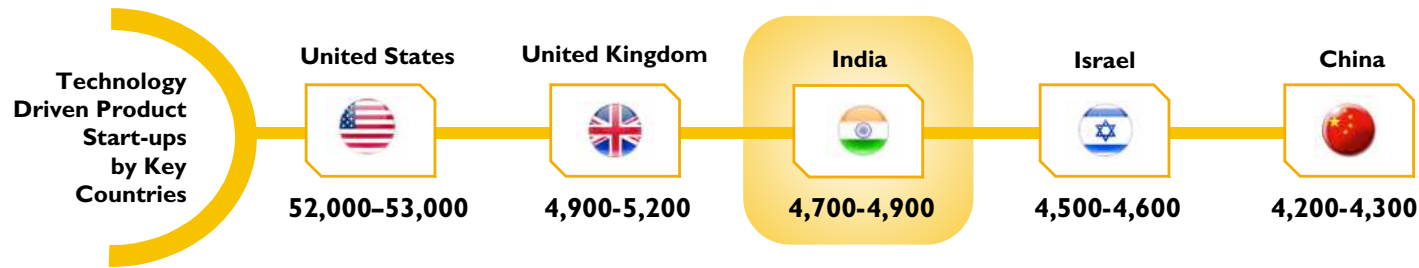 Technology
Driven Product
Start-ups
by Key
Countries
United States
52,000–53,000
United Kingdom
4,900-5,200
India
4,700-4,900
Israel
4,500-4,600
China
4,200-4,300